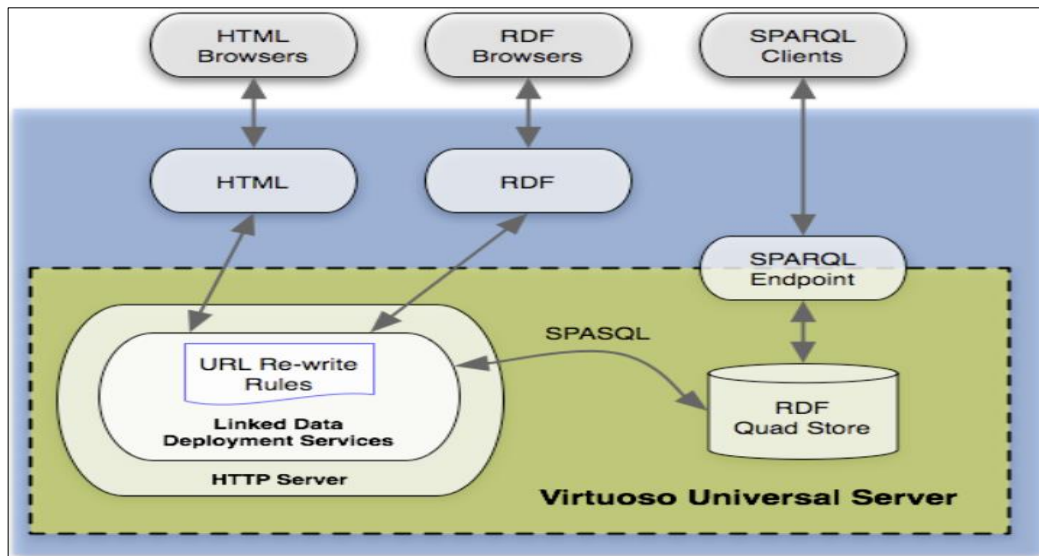 HTML
Browsers
RDF
Browsers
SPARQL
Clients
HTML
RDF
SPARQL
Endpoint
SPASQL
URL Re-write
Rules
Linked Data
Deployment Services
HTTP Server
RDF
Quad Store
Virtuoso Universal Server